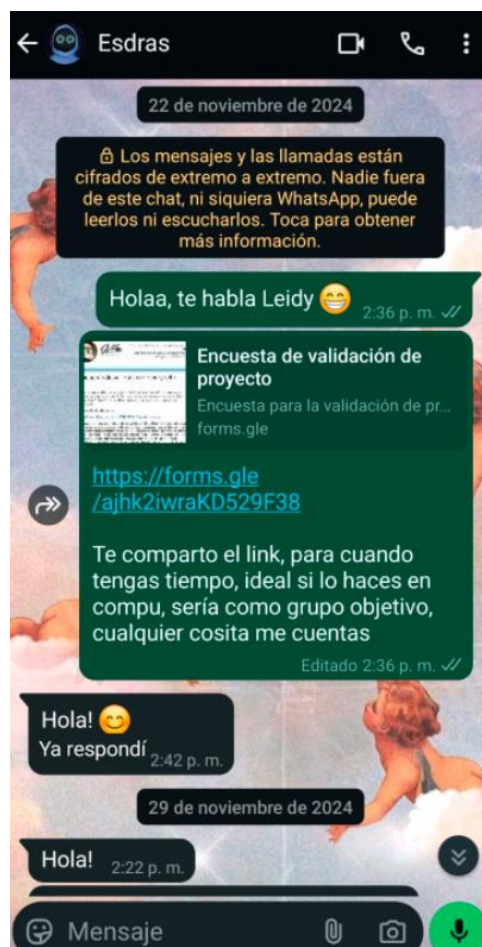 Esdras
22 de noviembre de 2024
Los mensajes y las llamadas están
cifrados de extremo a extremo. Nadie fuera
de este chat, ni siquiera WhatsApp, puede
leerlos ni escucharlos. Toca para obtener
más información.
Holaa, te habla Leidy 😁
2:36 p. m.
Encuesta de validación de
proyecto
Encuesta para la validación de pr...
forms.gle
https://forms.gle
/ajhk2iwraKD529F38
Te comparto el link, para cuando
tengas tiempo, ideal si lo haces en
compu, sería como grupo objetivo,
cualquier cosita me cuentas
Editado 2:36 p. m.
Hola! 😊
Ya respondí 2:42 p. m.
29 de noviembre de 2024
Hola! 2:22 p. m.
Mensaje